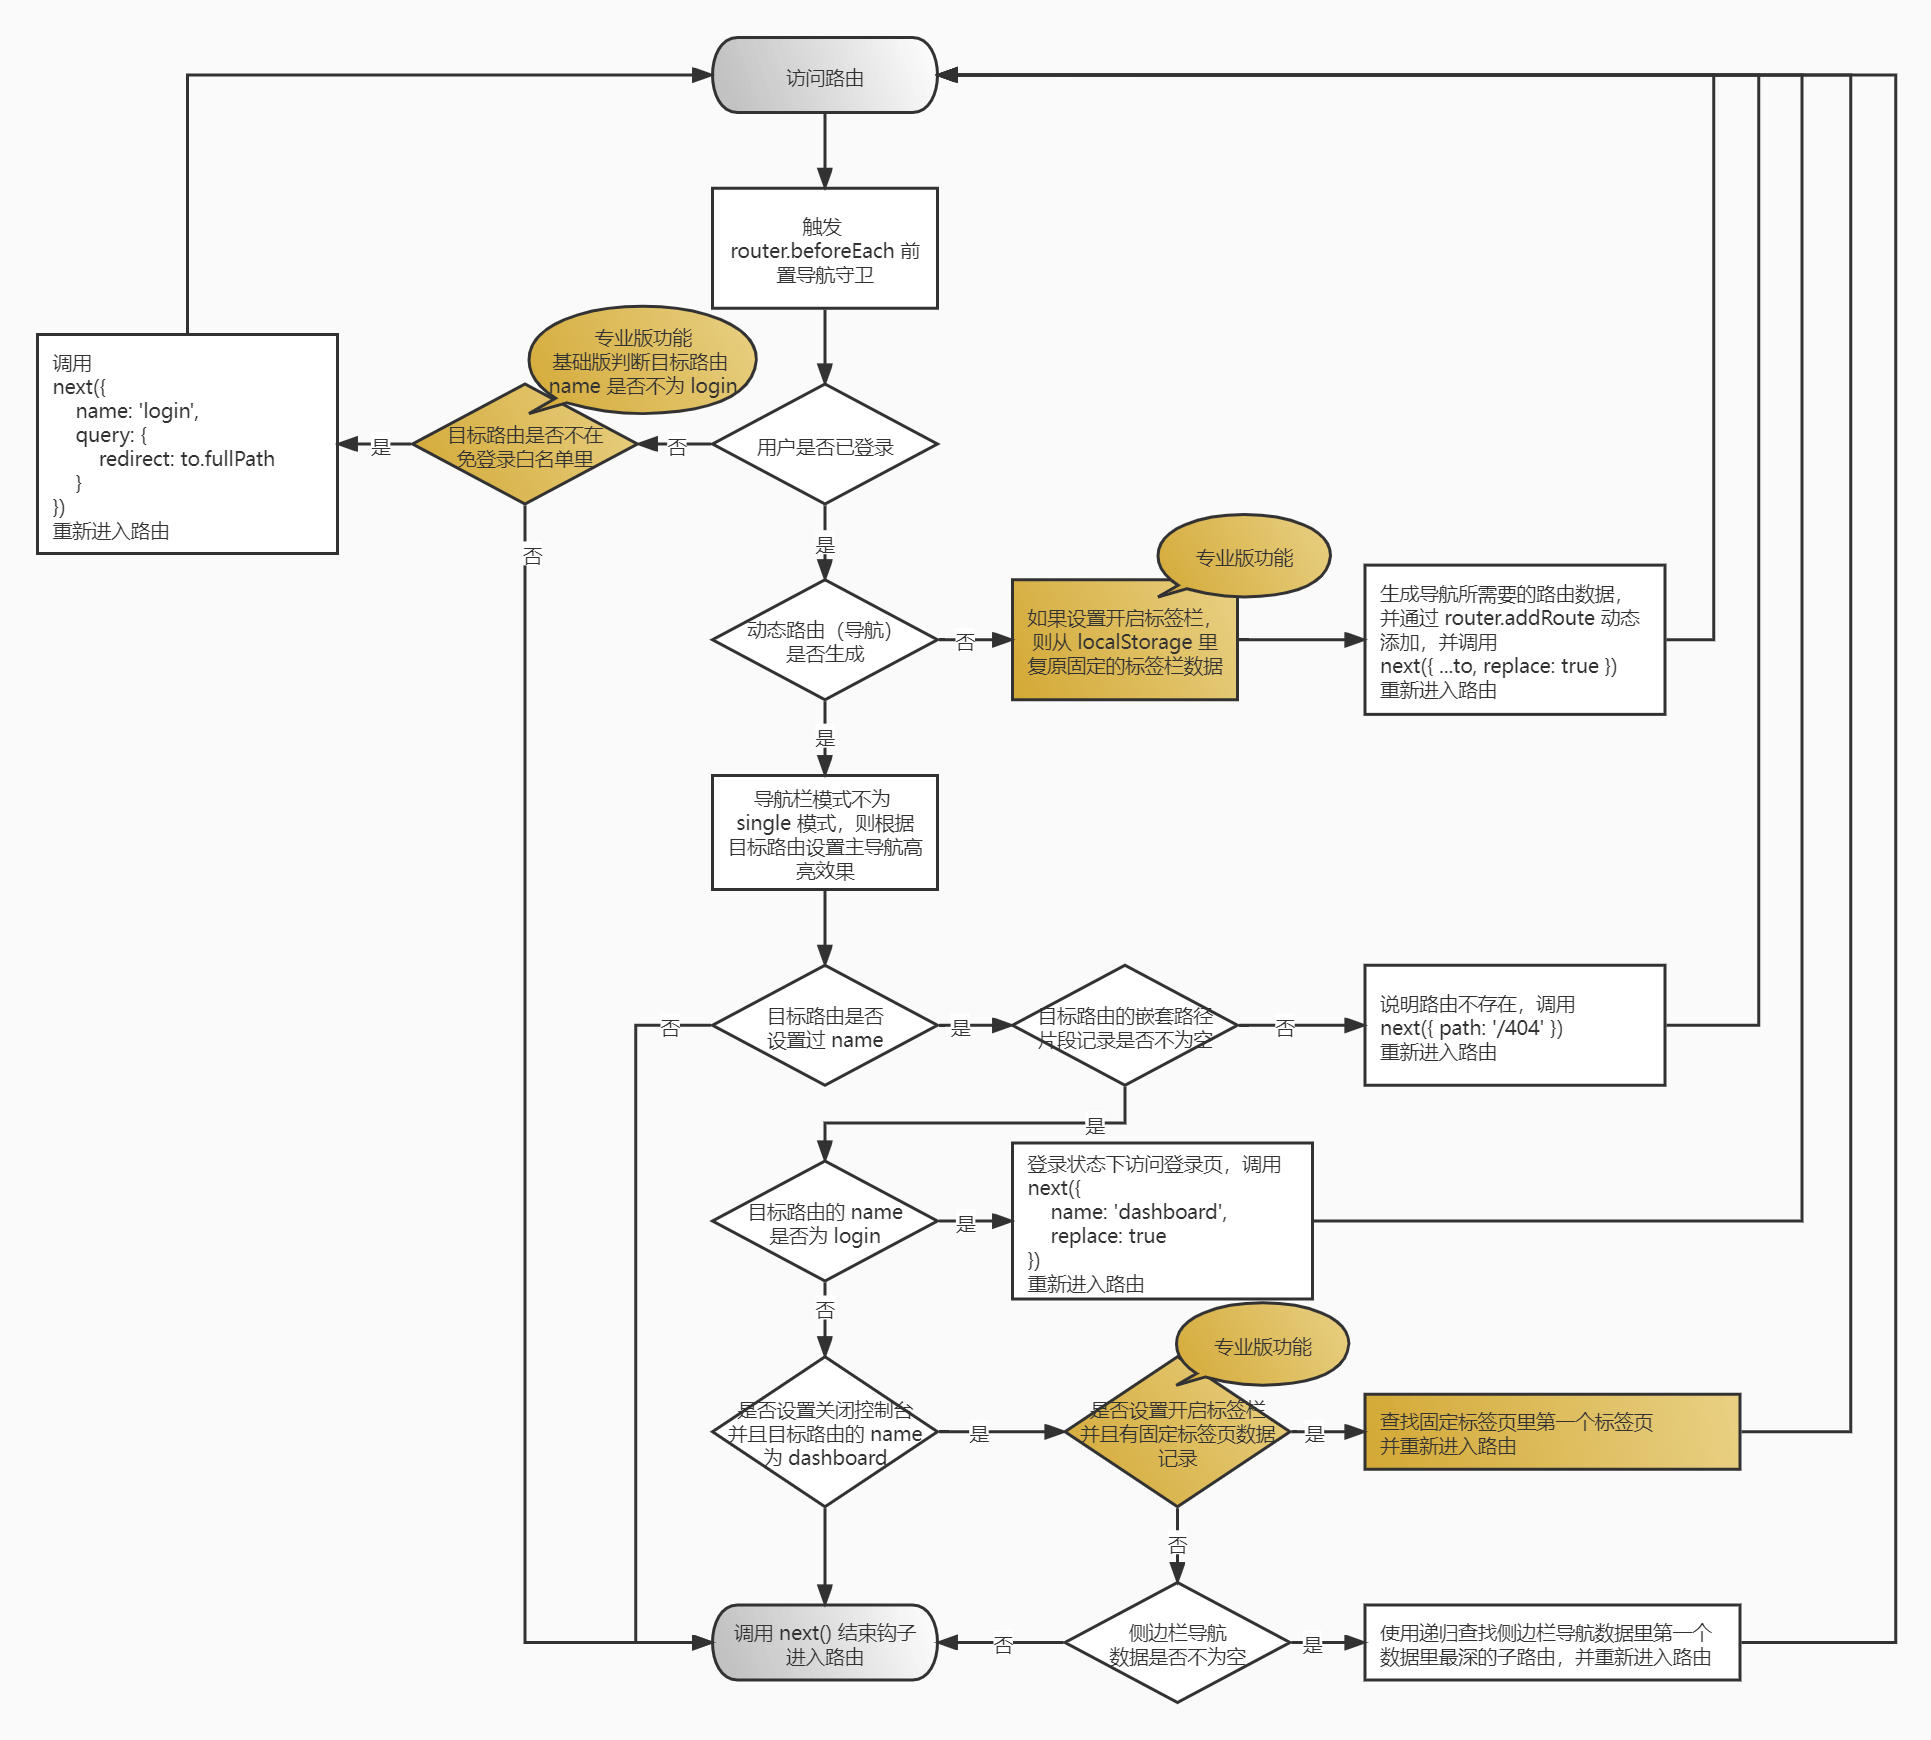 访问路由
触发
router.beforeEach 前
置导航守卫
专业版功能
基础版判断目标路由
name 是否不为 login
调用
next({
name: 'login',
query: {
redirect: to.fullPath
}
})
重新进入路由
是
目标路由是否不在
免登录白名单里
否
用户是否已登录
否
是
专业版功能
动态路由（导航）
是否生成
否
如果设置开启标签栏，
则从 localStorage 里
复原固定的标签栏数据
生成导航所需要的路由数据，
并通过 router.addRoute 动态
添加，并调用
next({ ...to, replace: true })
重新进入路由
是
导航栏模式不为
single 模式，则根据
目标路由设置主导航高
亮效果
否
目标路由是否
设置过 name
是
目标路由的嵌套路径
片段记录是否不为空
否
说明路由不存在，调用
next({ path: '/404' })
重新进入路由
是
目标路由的 name
是否为 login
是
登录状态下访问登录页，调用
next({
name: 'dashboard',
replace: true
})
重新进入路由
否
专业版功能
是否设置关闭控制台
并且目标路由的 name
为 dashboard
是
是否设置开启标签栏
并且有固定标签页数据
记录
是
查找固定标签页里第一个标签页
并重新进入路由
否
调用 next() 结束钩子
进入路由
否
侧边栏导航
数据是否不为空
是
使用递归查找侧边栏导航数据里第一个
数据里最深的子路由，并重新进入路由